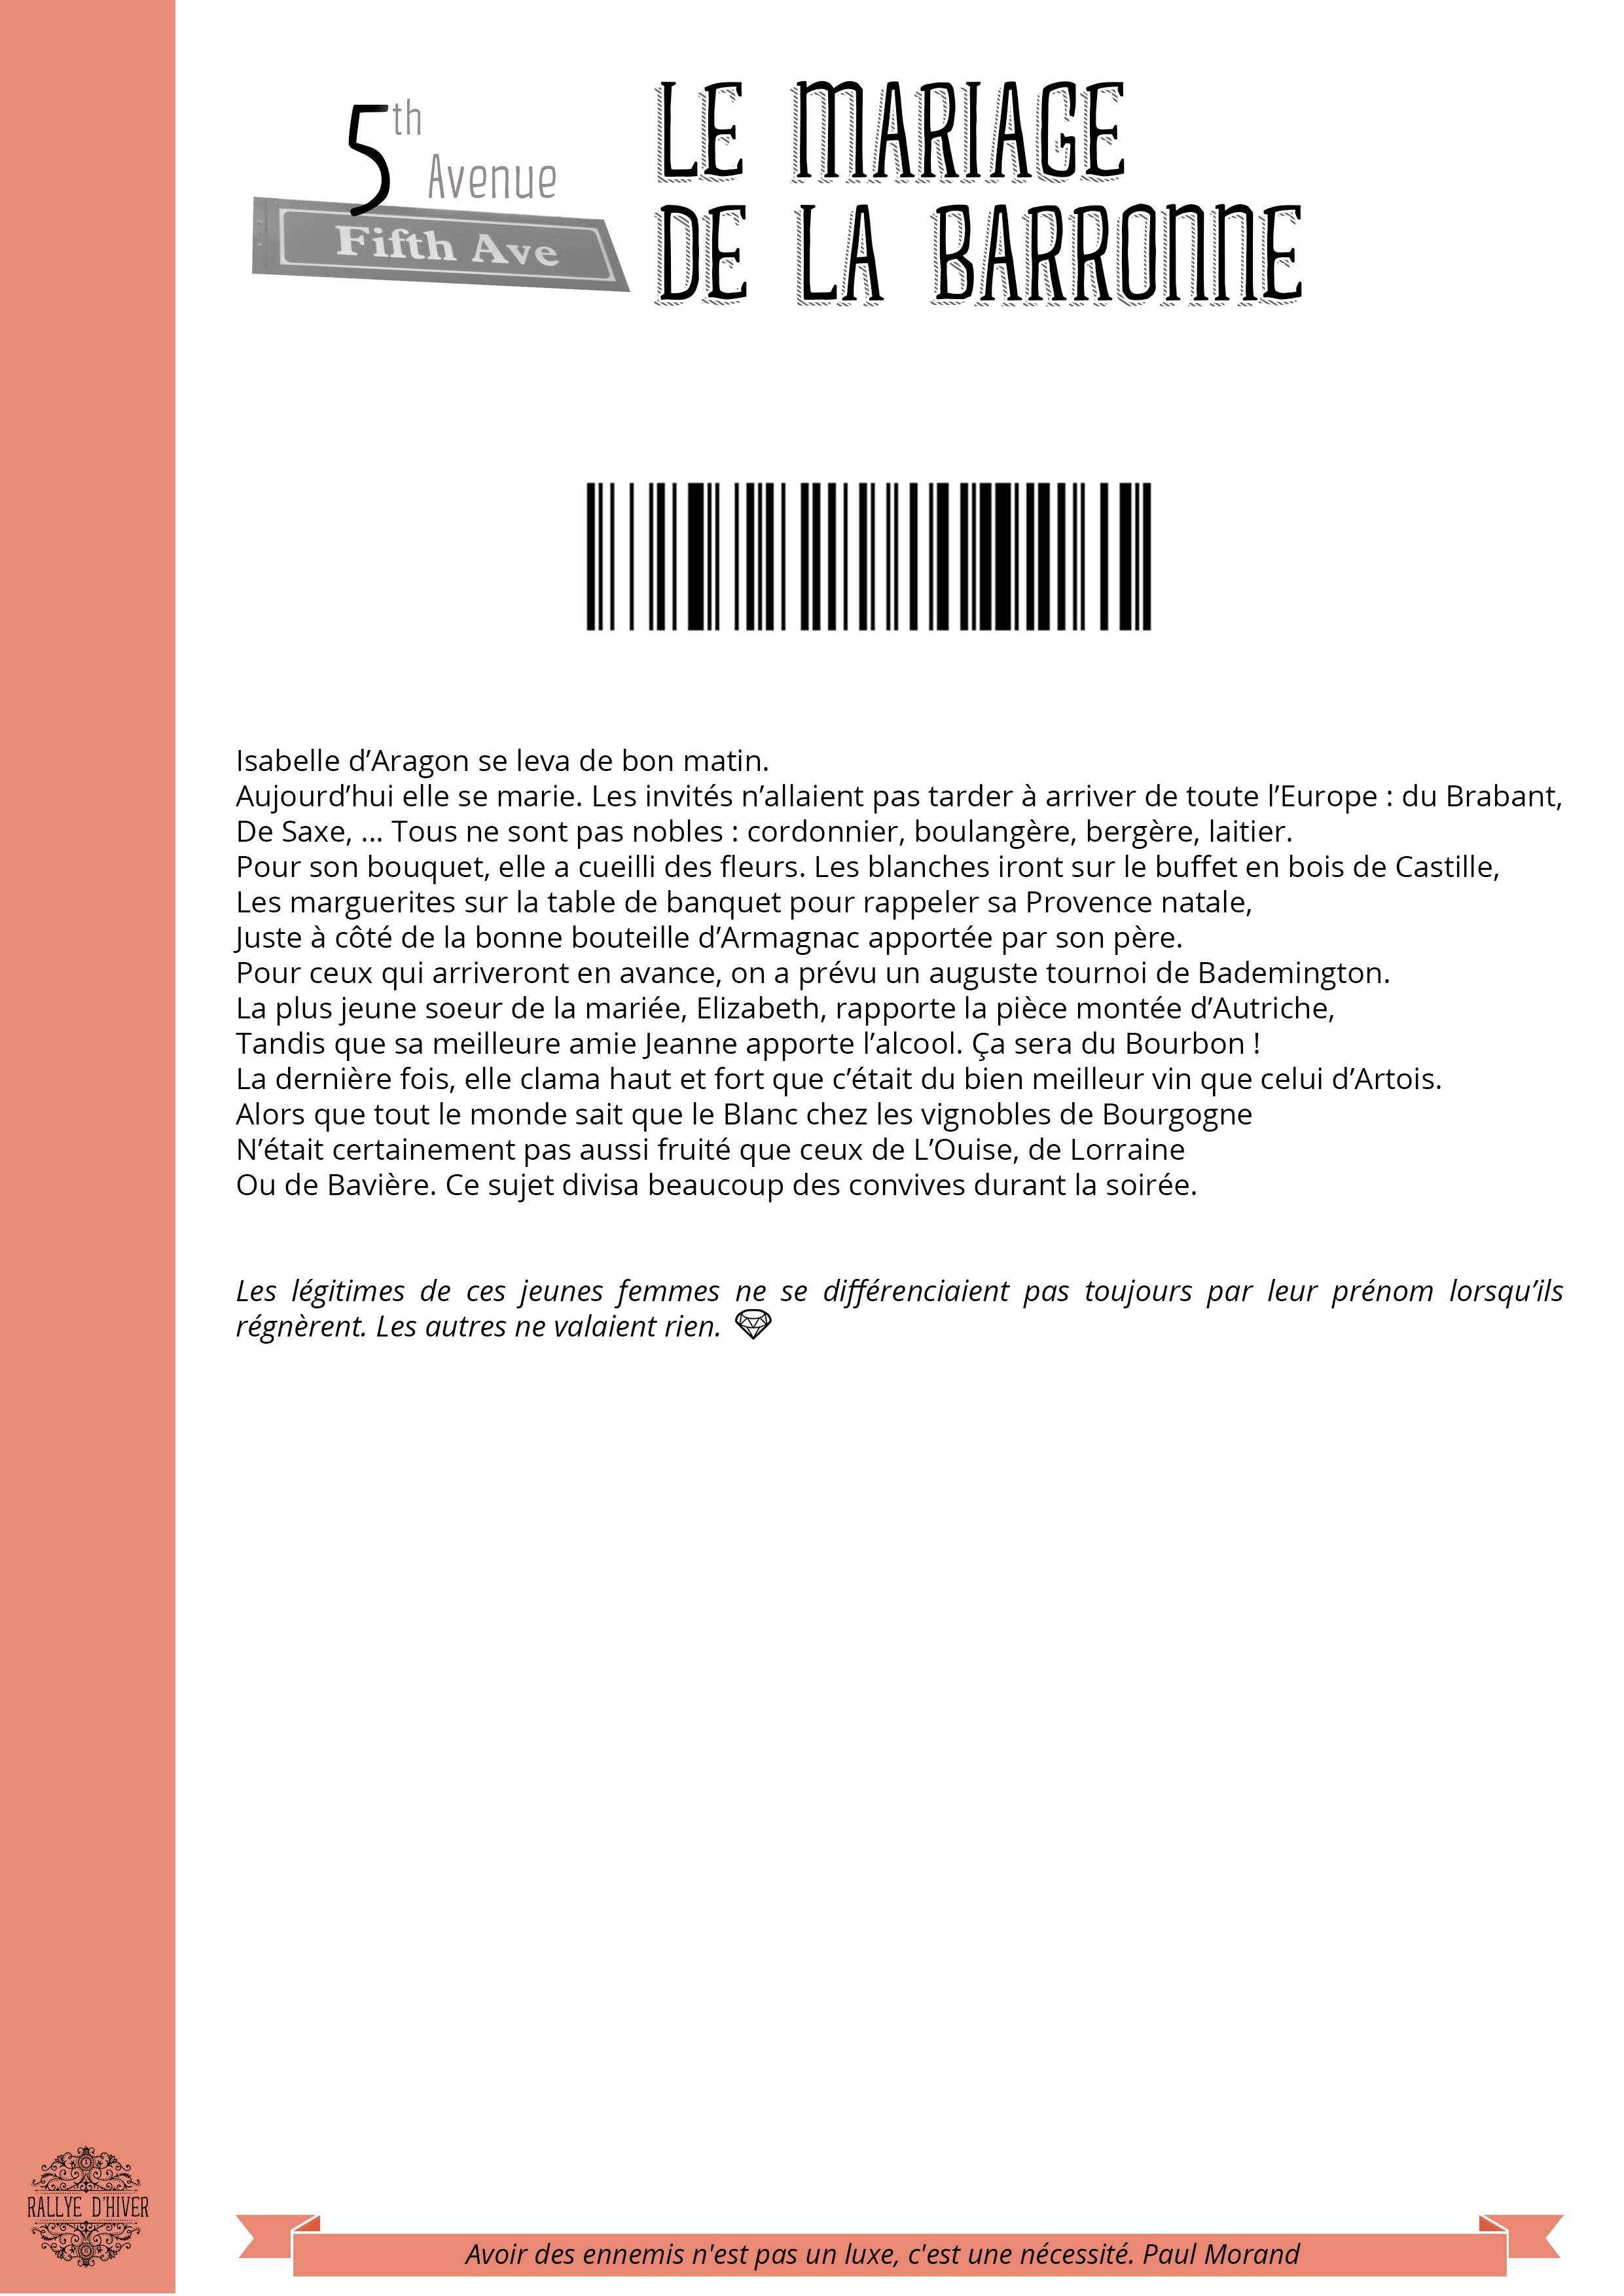 5th Avenue
Fifth Ave
LE MARIAGE
DE LA BARRONNE
Isabelle d’Aragon se leva de bon matin.
Aujourd’hui elle se marie. Les invités n’allaient pas tarder à arriver de toute l’Europe : du Brabant,
De Saxe, ... Tous ne sont pas nobles : cordonnier, boulangère, bergère, laitier.
Pour son bouquet, elle a cueilli des fleurs. Les blanches iront sur le buffet en bois de Castille,
Les marguerites sur la table de banquet pour rappeler sa Provence natale,
Juste à côté de la bonne bouteille d’Armagnac apportée par son père.
Pour ceux qui arriveront en avance, on a prévu un auguste tournoi de Bademington.
La plus jeune soeur de la mariée, Elizabeth, rapporte la pièce montée d’Autriche,
Tandis que sa meilleure amie Jeanne apporte l’alcool. Ça sera du Bourbon !
La dernière fois, elle clama haut et fort que c’était du bien meilleur vin que celui d’Artois.
Alors que tout le monde sait que le Blanc chez les vignobles de Bourgogne
N’était certainement pas aussi fruité que ceux de L’Ouise, de Lorraine
Ou de Bavière. Ce sujet divisa beaucoup des convives durant la soirée.
Les légitimes de ces jeunes femmes ne se différenciaient pas toujours par leur prénom lorsqu’ils
régnèrent. Les autres ne valaient rien.
RALLYE D'HIVER
Avoir des ennemis n'est pas un luxe, c'est une nécessité. Paul Morand